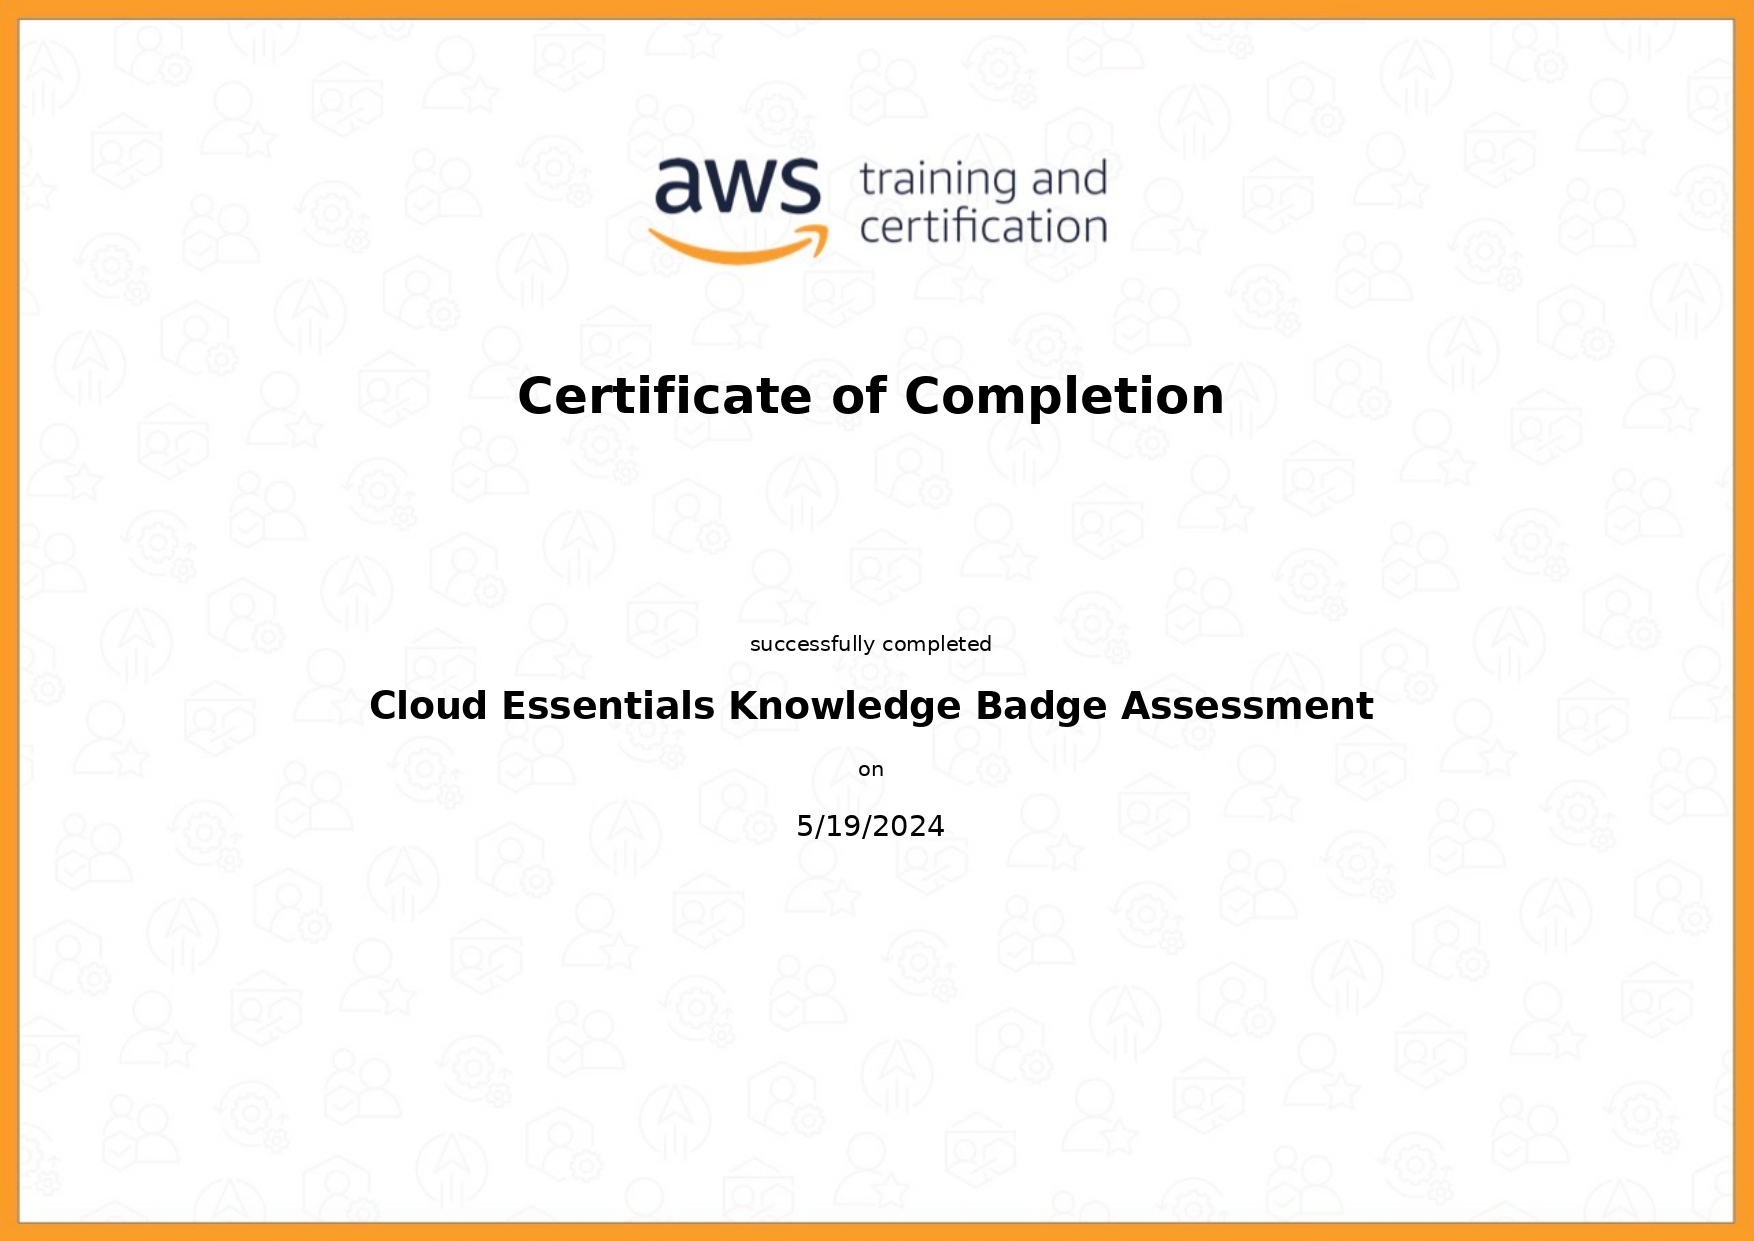 aws training and
certification
Certificate of Completion
successfully completed
Cloud Essentials Knowledge Badge Assessment
on
5/19/2024